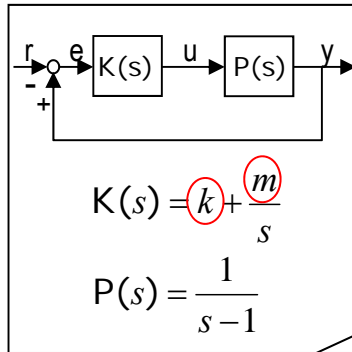 r e K(s) u P(s) y
-
+
K(s) = k + m/s
P(s) = 1/(s − 1)